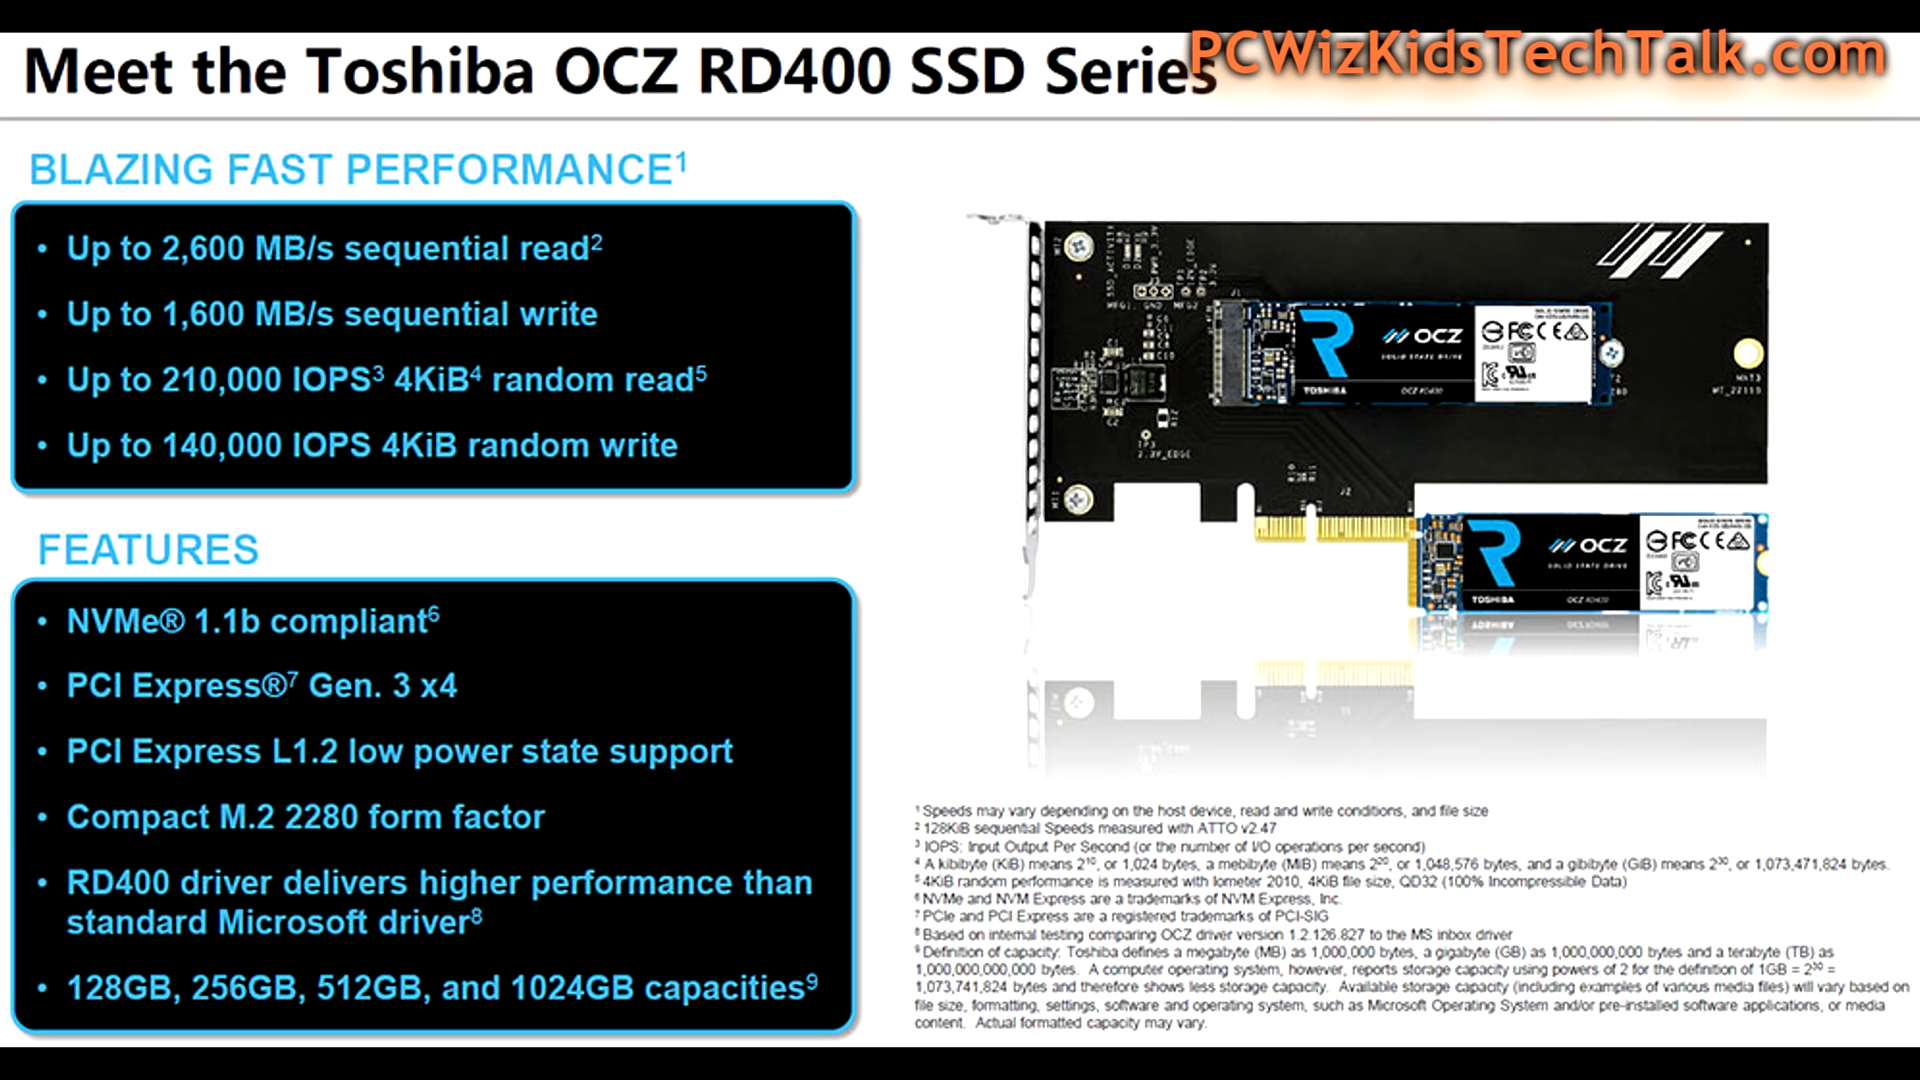 Meet the Toshiba OCZ RD400 SSD Series
PCWizKidsTechTalk.com
BLAZING FAST PERFORMANCE¹
• Up to 2,600 MB/s sequential read²
• Up to 1,600 MB/s sequential write
• Up to 210,000 IOPS³ 4KiB⁴ random read⁵
• Up to 140,000 IOPS 4KiB random write
FEATURES
• NVMe® 1.1b compliant⁶
• PCI Express®⁷ Gen. 3 x4
• PCI Express L1.2 low power state support
• Compact M.2 2280 form factor
• RD400 driver delivers higher performance than
standard Microsoft driver⁸
• 128GB, 256GB, 512GB, and 1024GB capacities⁹
J1
OCZ
SOLID STATE DRIVE
TOSHIBA
OCZ RD400
J2
OCZ
SOLID STATE DRIVE
TOSHIBA
OCZ RD400
¹ Speeds may vary depending on the host device, read and write conditions, and file size
² 128KiB sequential Speeds measured with ATTO v2.47
³ IOPS: Input Output Per Second (or the number of I/O operations per second)
⁴ A kibibyte (KiB) means 2¹⁰, or 1,024 bytes, a mebibyte (MiB) means 2²⁰, or 1,048,576 bytes, and a gibibyte (GiB) means 2³⁰, or 1,073,471,824 bytes.
⁵ 4KiB random performance is measured with Iometer 2010, 4KiB file size, QD32 (100% Incompressible Data)
⁶ NVMe and NVM Express are a trademarks of NVM Express, Inc.
⁷ PCIe and PCI Express are a registered trademarks of PCI-SIG
⁸ Based on internal testing comparing OCZ driver version 1.2.126.827 to the MS inbox driver
⁹ Definition of capacity: Toshiba defines a megabyte (MB) as 1,000,000 bytes, a gigabyte (GB) as 1,000,000,000 bytes and a terabyte (TB) as
1,000,000,000,000 bytes. A computer operating system, however, reports storage capacity using powers of 2 for the definition of 1GB = 2³⁰ =
1,073,741,824 bytes and therefore shows less storage capacity. Available storage capacity (including examples of various media files) will vary based on
file size, formatting, settings, software and operating system, such as Microsoft Operating System and/or pre-installed software applications, or media
content. Actual formatted capacity may vary.